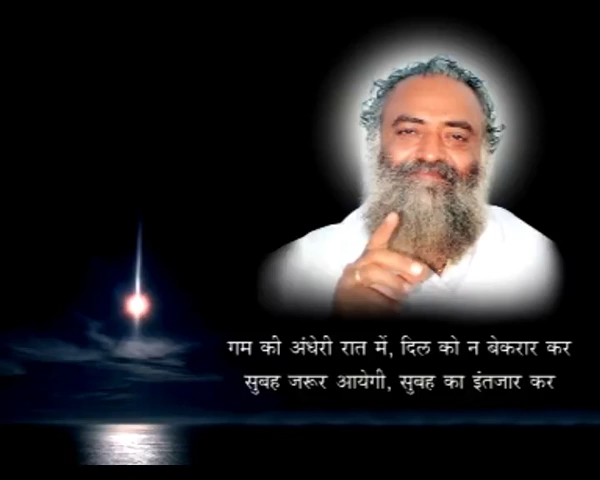 गम की अंधेरी रात में, दिल को न बेकरार कर
सुबह जरूर आयेगी, सुबह का इंतजार कर